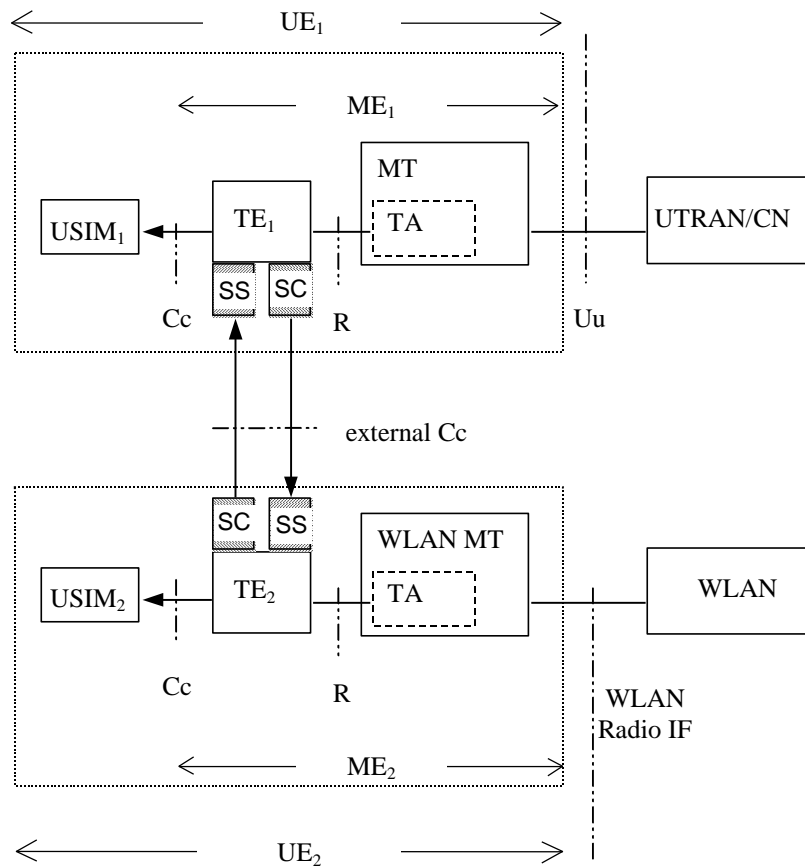 UE₁
ME₁
MT
TE₁
TA
USIM₁
UTRAN/CN
SS
SC
Cc
R
Uu
external Cc
SC
SS
WLAN MT
TE₂
TA
USIM₂
WLAN
Cc
R
WLAN
Radio IF
ME₂
UE₂